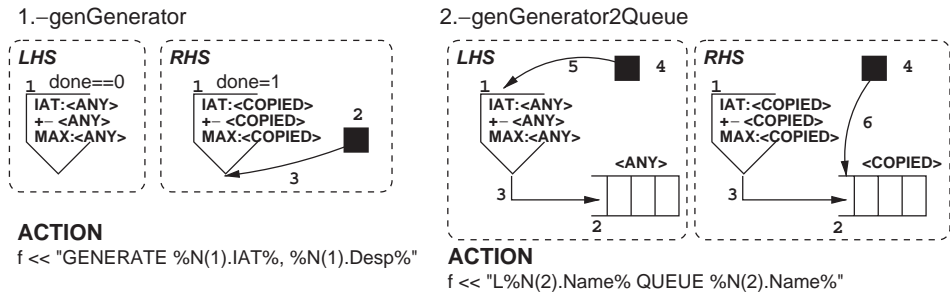 1.−genGenerator
LHS
1 done==0
IAT:<ANY>
+− <ANY>
MAX:<ANY>
RHS
1 done=1
IAT:<COPIED>
+− <COPIED>
MAX:<COPIED>
2
3
ACTION
f << "GENERATE %N(1).IAT%, %N(1).Desp%"
2.−genGenerator2Queue
LHS
5 4
1
IAT:<ANY>
+− <ANY>
MAX:<ANY>
<ANY>
3
2
RHS
4
1
IAT:<COPIED>
+− <COPIED>
MAX:<COPIED>
6
<COPIED>
3
2
ACTION
f << "L%N(2).Name% QUEUE %N(2).Name%"